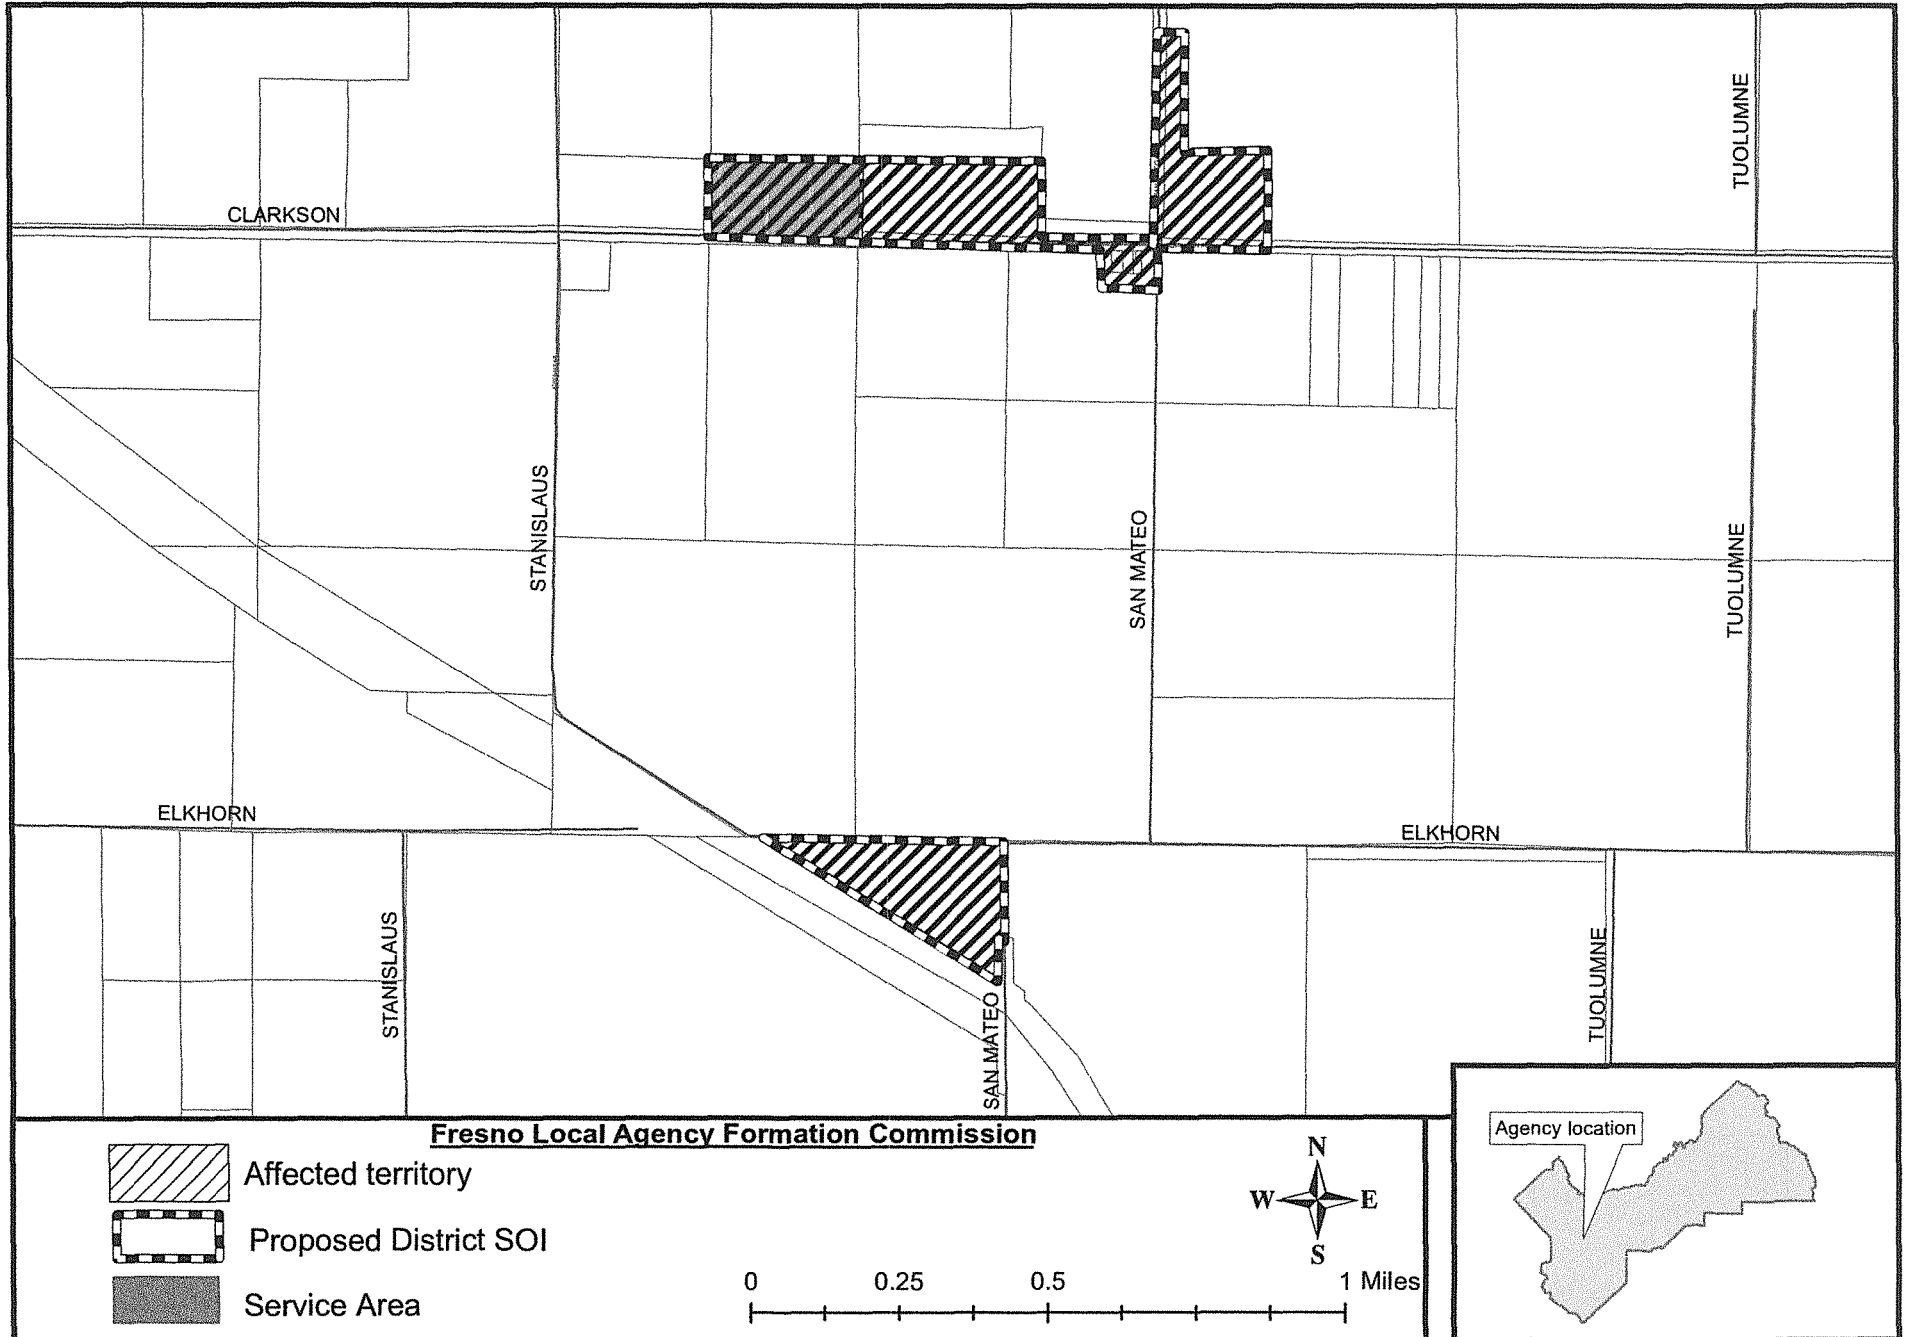 TUOLUMNE
CLARKSON
STANISLAUS
SAN MATEO
TUOLUMNE
ELKHORN
ELKHORN
STANISLAUS
SAN MATEO
TUOLUMNE
Fresno Local Agency Formation Commission
Affected territory
Proposed District SOI
Service Area
N
W E
S
0 0.25 0.5 1 Miles
Agency location